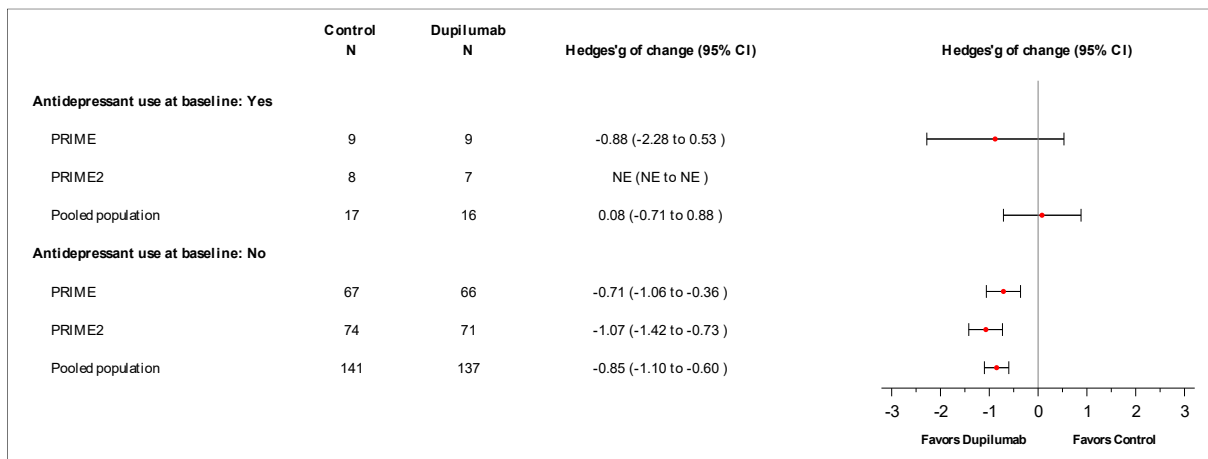 Control Dupilumab
N N Hedges'g of change (95% CI) Hedges'g of change (95% CI)
Antidepressant use at baseline: Yes
PRIME 9 9 -0.88 (-2.28 to 0.53 )
PRIME2 8 7 NE (NE to NE )
Pooled population 17 16 0.08 (-0.71 to 0.88 )
Antidepressant use at baseline: No
PRIME 67 66 -0.71 (-1.06 to -0.36 )
PRIME2 74 71 -1.07 (-1.42 to -0.73 )
Pooled population 141 137 -0.85 (-1.10 to -0.60 )
-3 -2 -1 0 1 2 3
Favors Dupilumab Favors Control